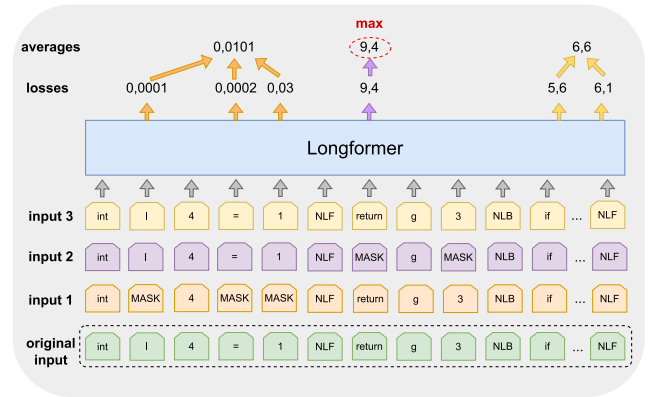 max
averages 0,0101 9,4 6,6
losses 0,0001 0,0002 0,03 9,4 5,6 6,1
Longformer
input 3 int l 4 = 1 NLF return g 3 NLB if ... NLF
input 2 int l 4 = 1 NLF MASK g MASK NLB if ... NLF
input 1 int MASK 4 MASK MASK NLF return g 3 NLB if ... NLF
original input int l 4 = 1 NLF return g 3 NLB if ... NLF